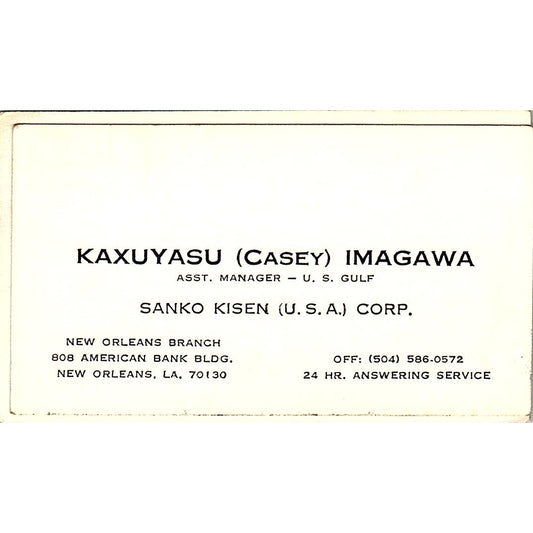 KAXUYASU (CASEY) IMAGAWA
ASST. MANAGER – U. S. GULF
SANKO KISEN (U.S.A.) CORP.
NEW ORLEANS BRANCH
808 AMERICAN BANK BLDG.
NEW ORLEANS, LA. 70130
OFF: (504) 586-0572
24 HR. ANSWERING SERVICE